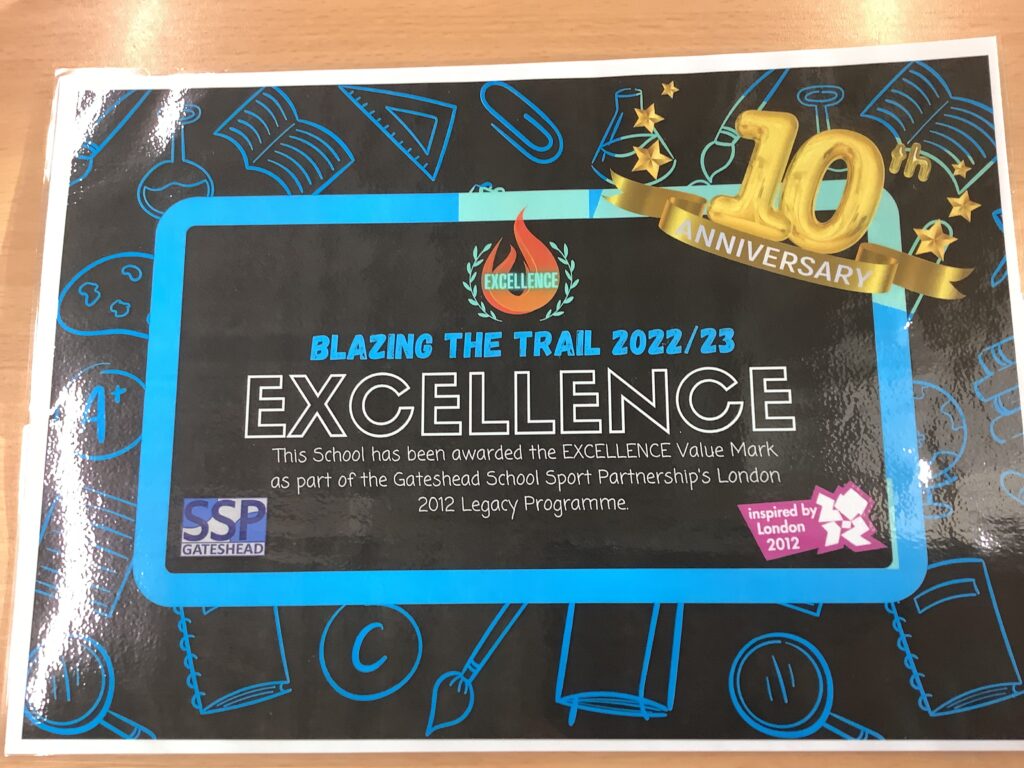 10th
ANNIVERSARY
EXCELLENCE
BLAZING THE TRAIL 2022/23
EXCELLENCE
This School has been awarded the EXCELLENCE Value Mark
as part of the Gateshead School Sport Partnership's London
2012 Legacy Programme.
SSP
GATESHEAD
inspired by
London
2012
A+
C